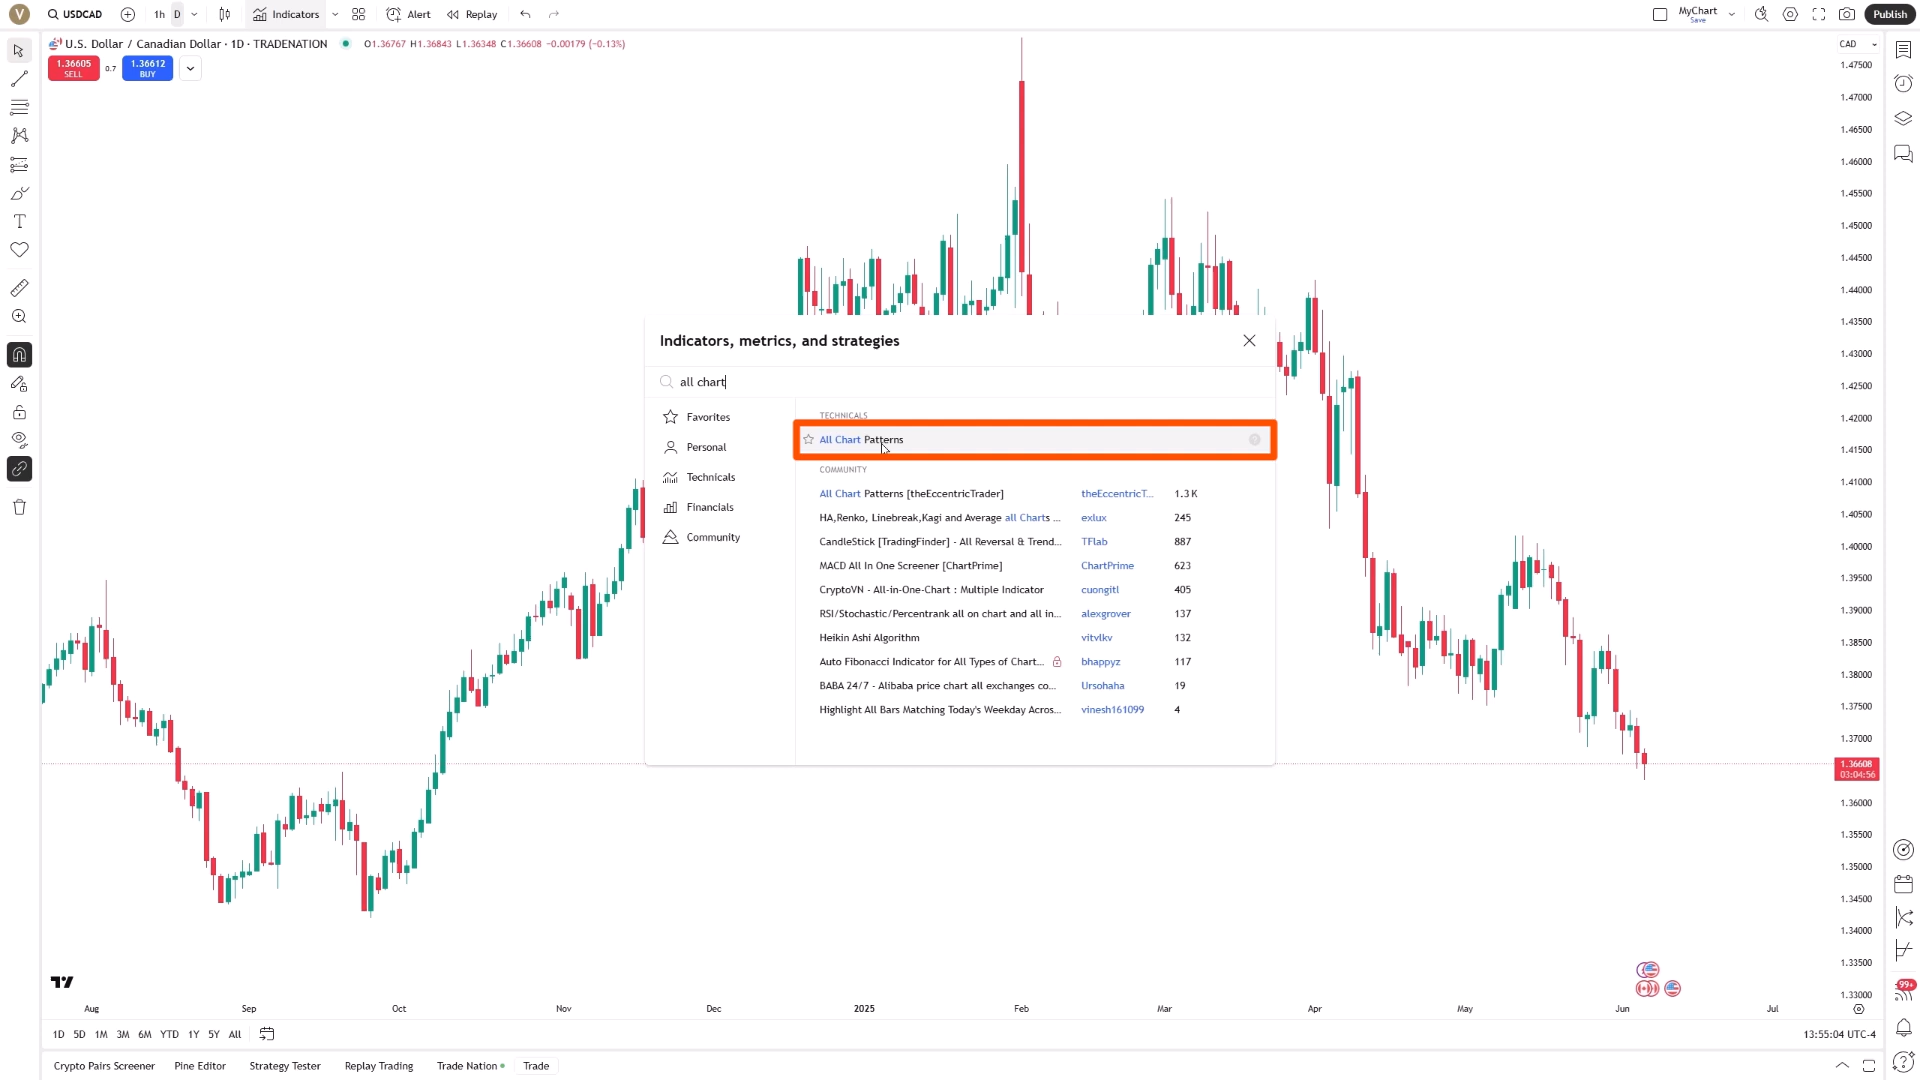 V
USDCAD
1h D
Indicators
Alert
Replay
MyChart
Save
Publish
U.S. Dollar / Canadian Dollar · 1D · TRADENATION
O1.36767 H1.36843 L1.36348 C1.36608 −0.00179 (−0.13%)
1.36605
SELL
0.7
1.36612
BUY
CAD
1.47500
1.47000
1.46500
1.46000
1.45500
1.45000
1.44500
1.44000
1.43500
1.43000
1.42500
1.42000
1.41500
1.41000
1.40500
1.40000
1.39500
1.39000
1.38500
1.38000
1.37500
1.37000
1.36608
03:04:56
1.36000
1.35500
1.35000
1.34500
1.34000
1.33500
1.33000
Indicators, metrics, and strategies
all chart
Favorites
Personal
Technicals
Financials
Community
TECHNICALS
All Chart Patterns
COMMUNITY
All Chart Patterns [theEccentricTrader] theEccentricT... 1.3 K
HA,Renko, Linebreak,Kagi and Average all Charts ... exlux 245
CandleStick [TradingFinder] - All Reversal & Trend... TFlab 887
MACD All In One Screener [ChartPrime] ChartPrime 623
CryptoVN - All-in-One-Chart : Multiple Indicator cuongitl 405
RSI/Stochastic/Percentrank all on chart and all in... alexgrover 137
Heikin Ashi Algorithm vitvlkv 132
Auto Fibonacci Indicator for All Types of Chart... bhappyz 117
BABA 24/7 - Alibaba price chart all exchanges co... Ursohaha 19
Highlight All Bars Matching Today's Weekday Acros... vinesh161099 4
Aug Sep Oct Nov Dec 2025 Feb Mar Apr May Jun Jul
1D 5D 1M 3M 6M YTD 1Y 5Y All
13:55:04 UTC-4
99+
Crypto Pairs Screener
Pine Editor
Strategy Tester
Replay Trading
Trade Nation
Trade